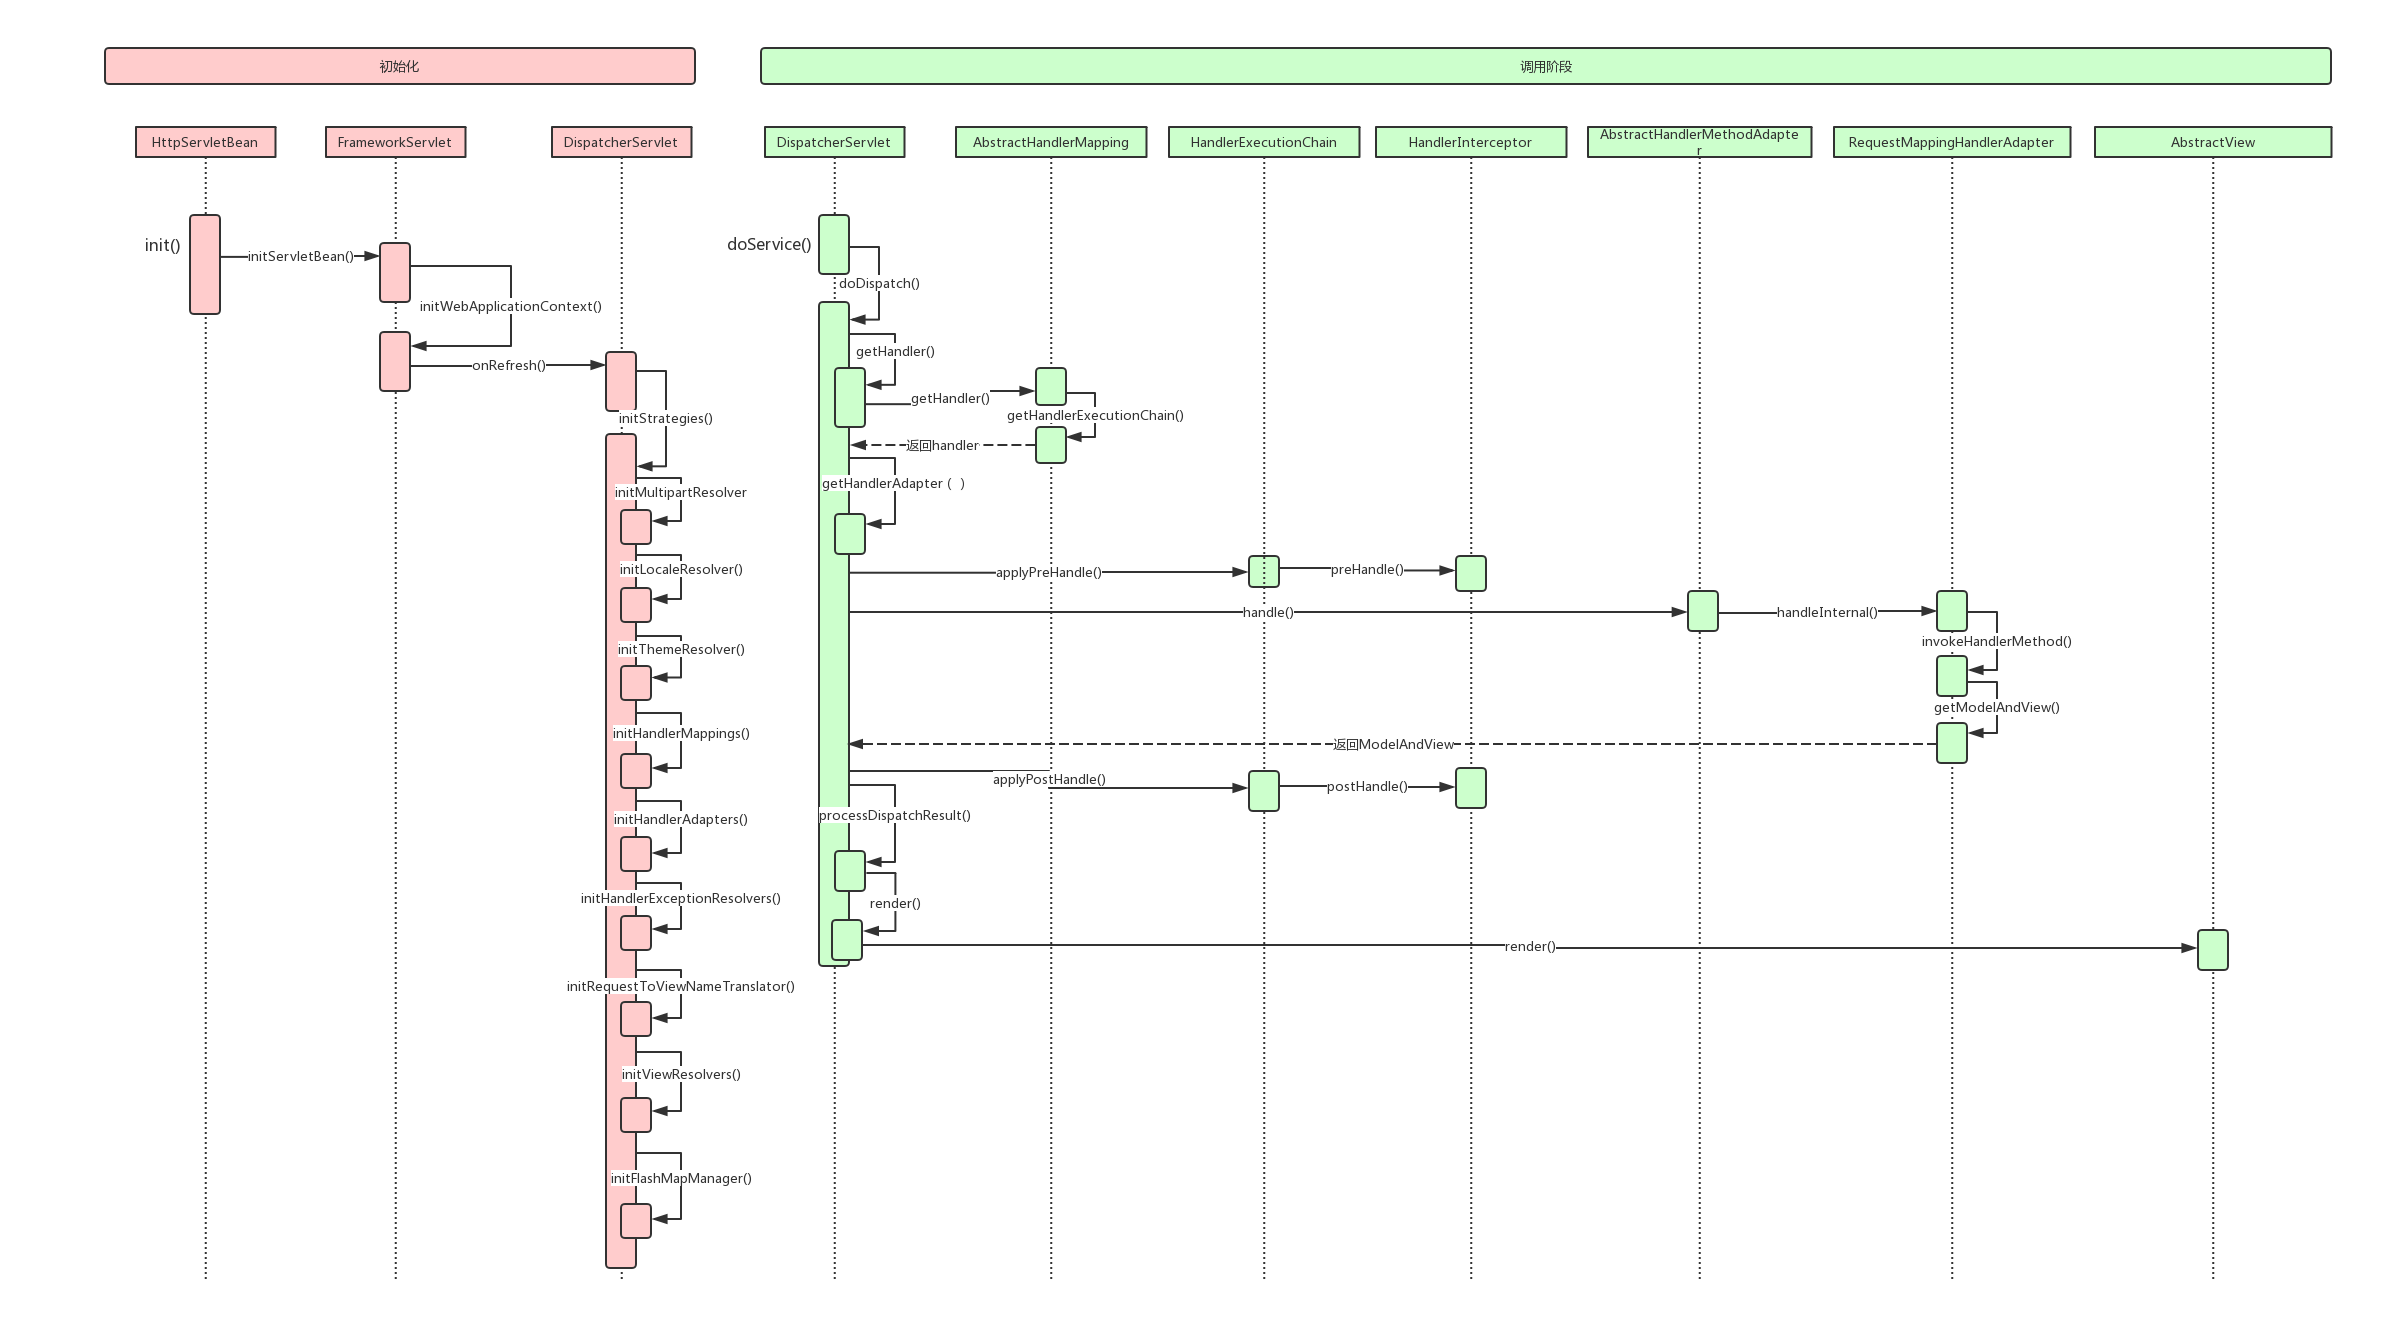 初始化
调用阶段
HttpServletBean
FrameworkServlet
DispatcherServlet
DispatcherServlet
AbstractHandlerMapping
HandlerExecutionChain
HandlerInterceptor
AbstractHandlerMethodAdapte
r
RequestMappingHandlerAdapter
AbstractView
init()
initServletBean()
initWebApplicationContext()
onRefresh()
initStrategies()
initMultipartResolver
initLocaleResolver()
initThemeResolver()
initHandlerMappings()
initHandlerAdapters()
initHandlerExceptionResolvers()
initRequestToViewNameTranslator()
initViewResolvers()
initFlashMapManager()
doService()
doDispatch()
getHandler()
getHandler()
getHandlerExecutionChain()
返回handler
getHandlerAdapter（ ）
applyPreHandle()
preHandle()
handle()
handleInternal()
invokeHandlerMethod()
getModelAndView()
返回ModelAndView
applyPostHandle()
postHandle()
processDispatchResult()
render()
render()